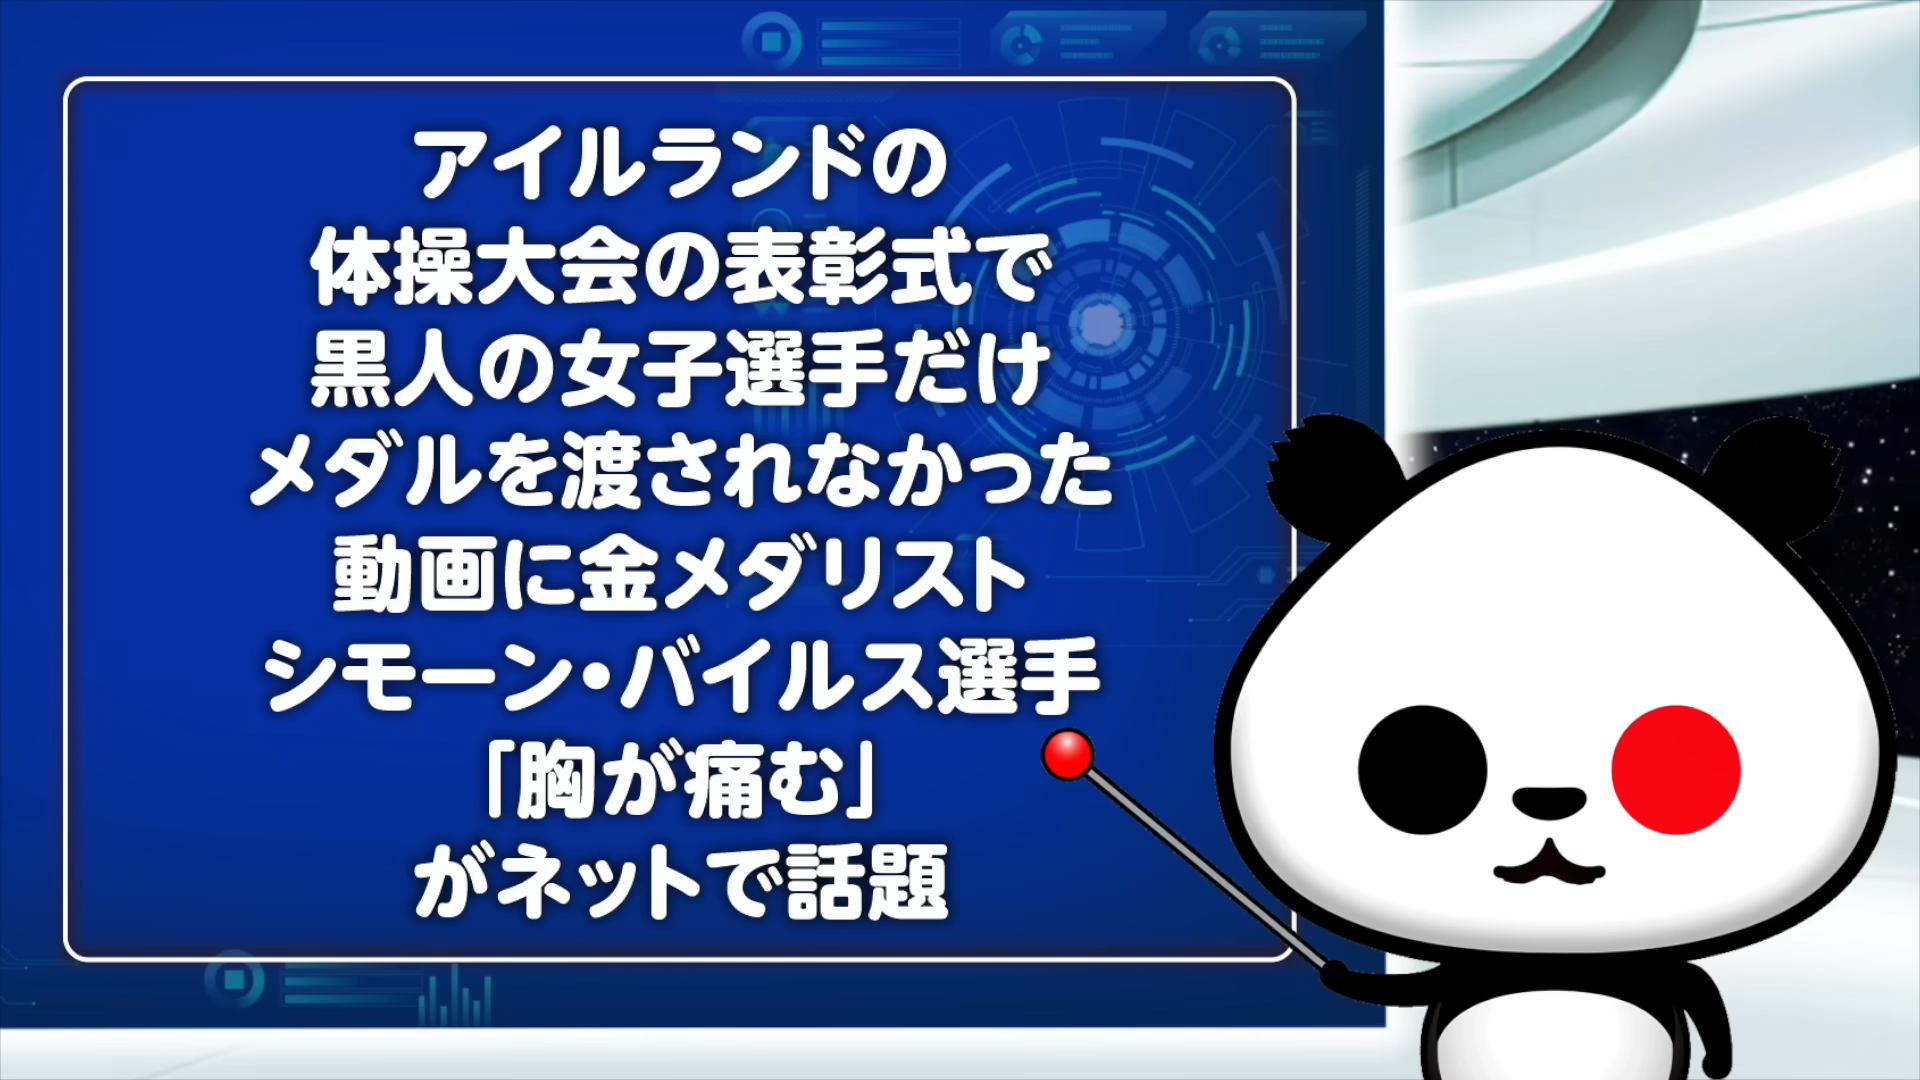 アイルランドの
体操大会の表彰式で
黒人の女子選手だけ
メダルを渡されなかった
動画に金メダリスト
シモーン・バイルス選手
「胸が痛む」
がネットで話題